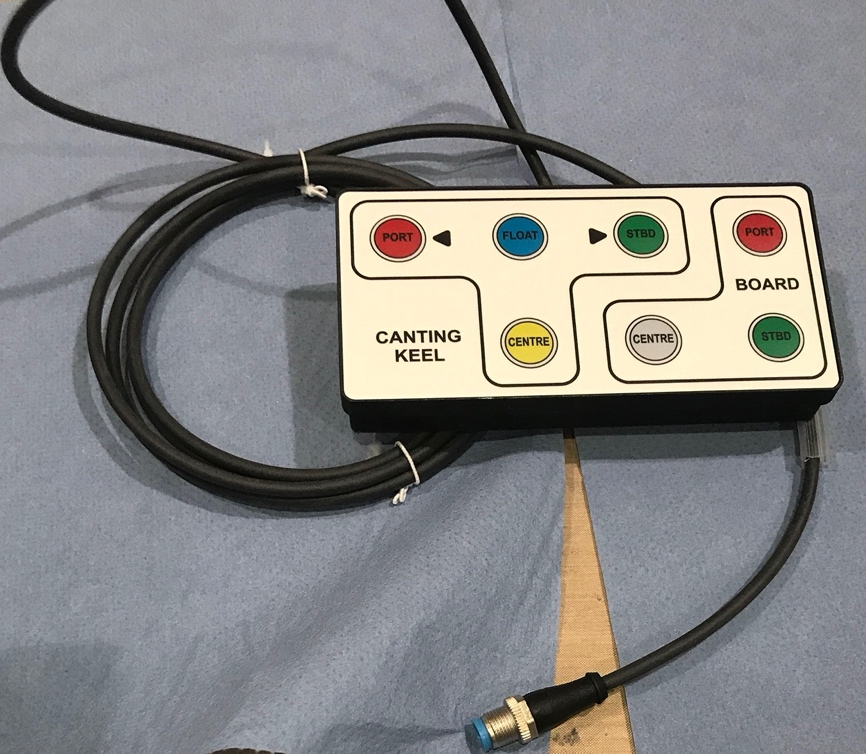 PORT
FLOAT
STBD
PORT
BOARD
CANTING
KEEL
CENTRE
CENTRE
STBD